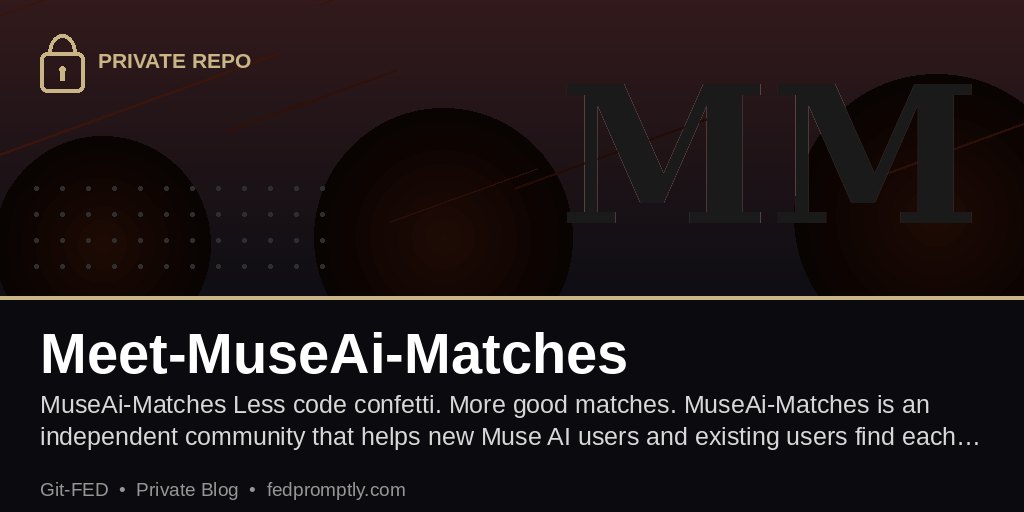 PRIVATE REPO
MM
Meet-MuseAi-Matches
MuseAi-Matches Less code confetti. More good matches. MuseAi-Matches is an
independent community that helps new Muse AI users and existing users find each…
Git-FED • Private Blog • fedpromptly.com